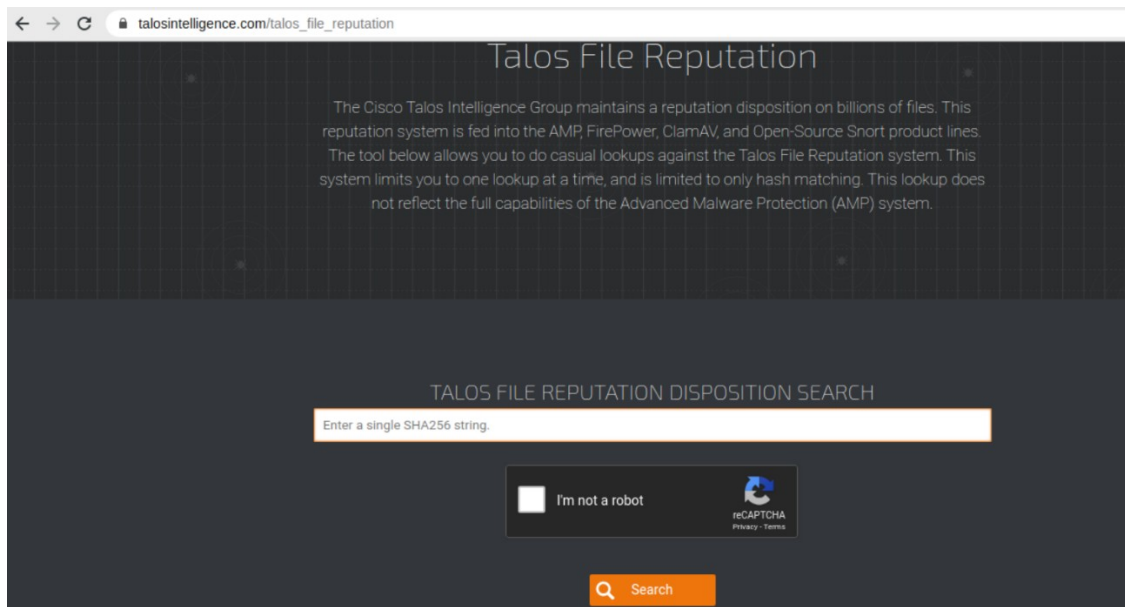 talosintelligence.com/talos_file_reputation
Talos File Reputation
The Cisco Talos Intelligence Group maintains a reputation disposition on billions of files. This
reputation system is fed into the AMP, FirePower, ClamAV, and Open-Source Snort product lines.
The tool below allows you to do casual lookups against the Talos File Reputation system. This
system limits you to one lookup at a time, and is limited to only hash matching. This lookup does
not reflect the full capabilities of the Advanced Malware Protection (AMP) system.
TALOS FILE REPUTATION DISPOSITION SEARCH
Enter a single SHA256 string.
I'm not a robot
reCAPTCHA
Privacy - Terms
Search